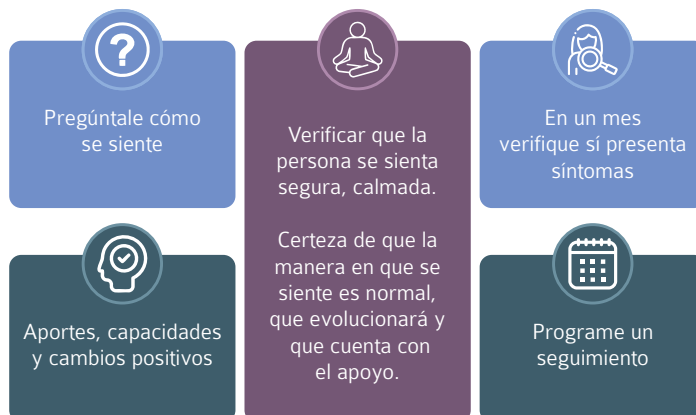 Pregúntale cómo
se siente
Aportes, capacidades
y cambios positivos
Verificar que la
persona se sienta
segura, calmada.
Certeza de que la
manera en que se
siente es normal,
que evolucionará y
que cuenta con
el apoyo.
En un mes
verifique sí presenta
síntomas
Programe un
seguimiento